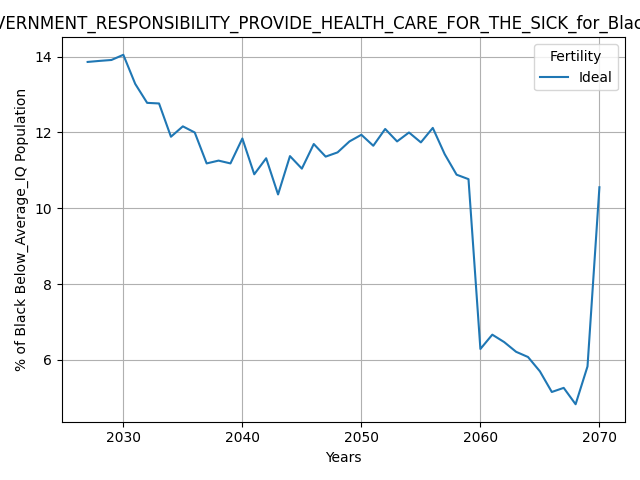 VERNMENT_RESPONSIBILITY_PROVIDE_HEALTH_CARE_FOR_THE_SICK_for_Blac
Fertility
Ideal
% of Black Below_Average_IQ Population
14
12
10
8
6
2030 2040 2050 2060 2070
Years